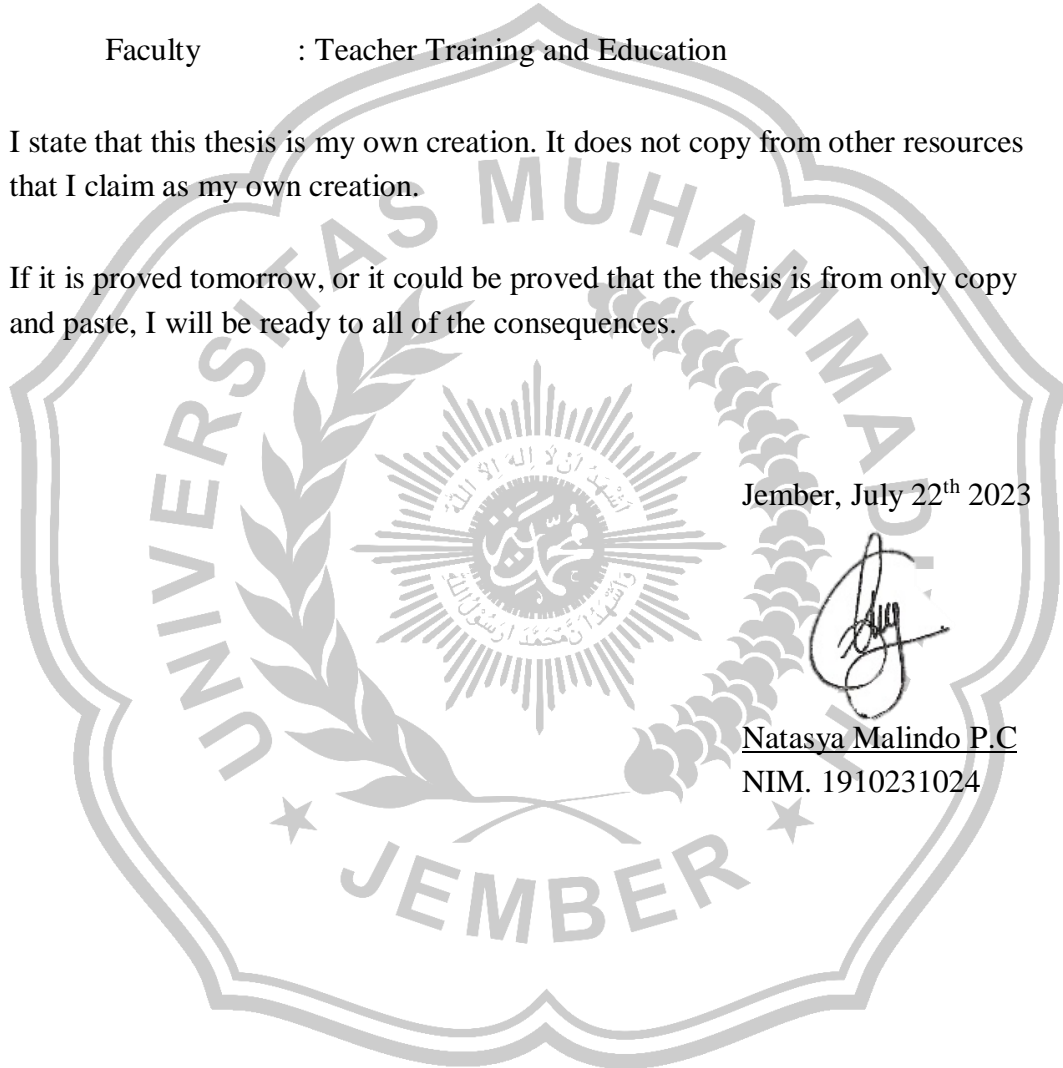 Faculty : Teacher Training and Education
I state that this thesis is my own creation. It does not copy from other resources
that I claim as my own creation.
If it is proved tomorrow, or it could be proved that the thesis is from only copy
and paste, I will be ready to all of the consequences.
UNIVERSITAS MUHAMMADIYAH
Jember, July 22th 2023
Natasya Malindo P.C
NIM. 1910231024
JEMBER